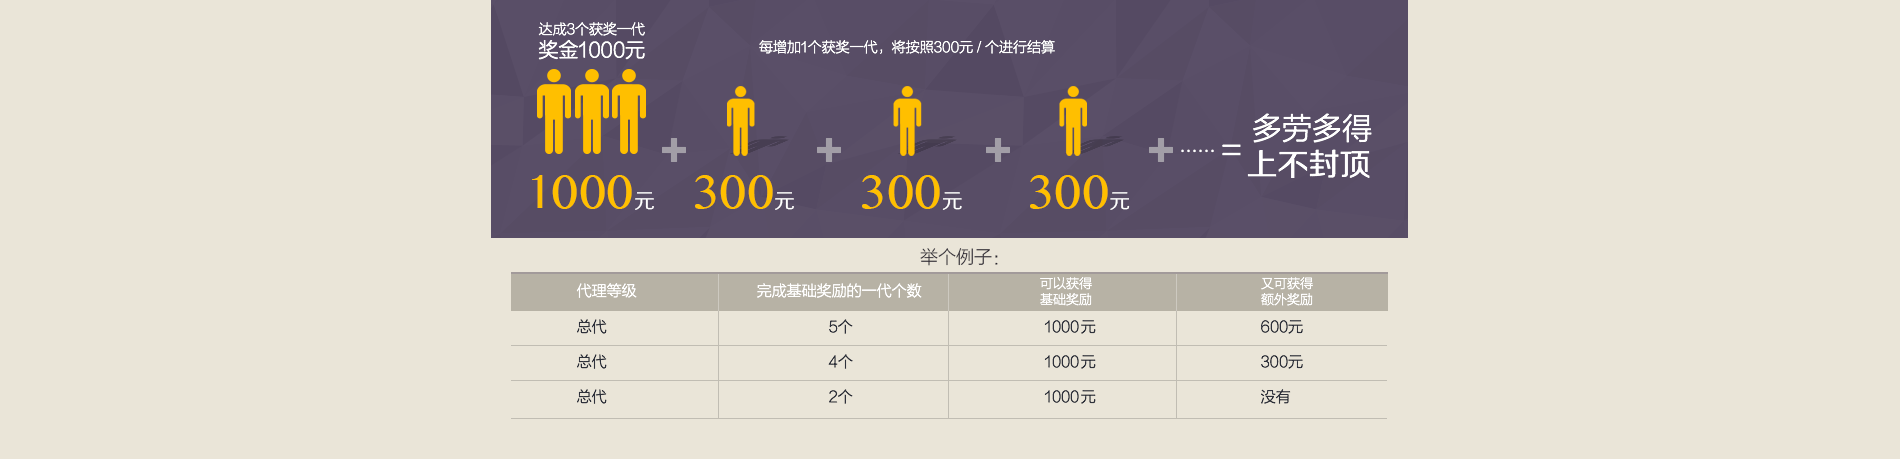 达成3个获奖一代
奖金1000元
每增加1个获奖一代，将按照300元 / 个进行结算
1000元
300元
300元
300元
...... =
多劳多得
上不封顶
举个例子：
代理等级 完成基础奖励的一代个数 可以获得 又可获得
基础奖励 额外奖励
总代 5个 1000元 600元
总代 4个 1000元 300元
总代 2个 1000元 没有